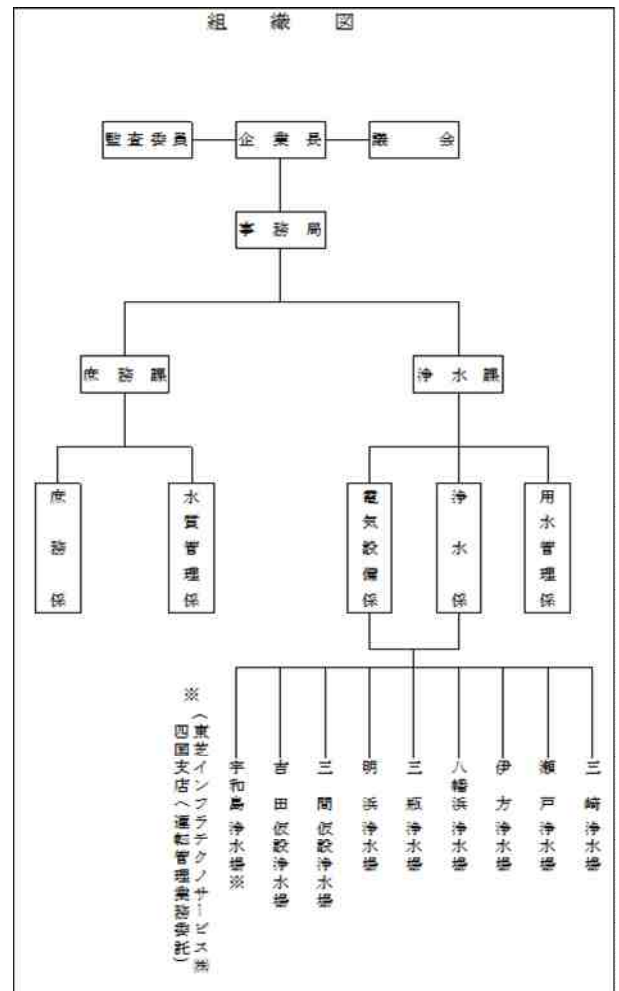 組織図
監査委員
企業長
議会
事務局
庶務課
浄水課
庶務係
水質管理係
電気設備係
浄水係
用水管理係
宇和島浄水場※
吉田仮設浄水場
三間仮設浄水場
明浜浄水場
三瓶浄水場
八幡浜浄水場
伊方浄水場
瀬戸浄水場
三崎浄水場
※
(東芝インフラテクノサービス㈱
四国支店へ運転管理業務委託)